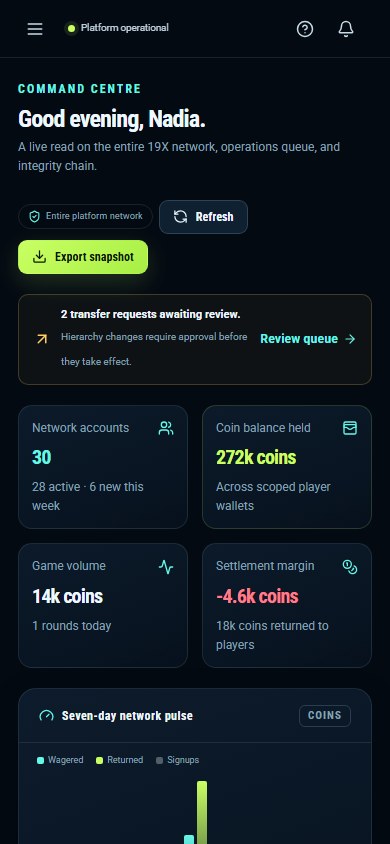 Platform operational
COMMAND CENTRE
Good evening, Nadia.
A live read on the entire 19X network, operations queue, and
integrity chain.
Entire platform network
Refresh
Export snapshot
2 transfer requests awaiting review.
Hierarchy changes require approval before
they take effect.
Review queue →
Network accounts
30
28 active · 6 new this
week
Coin balance held
272k coins
Across scoped player
wallets
Game volume
14k coins
1 rounds today
Settlement margin
-4.6k coins
18k coins returned to
players
Seven-day network pulse
COINS
Wagered
Returned
Signups